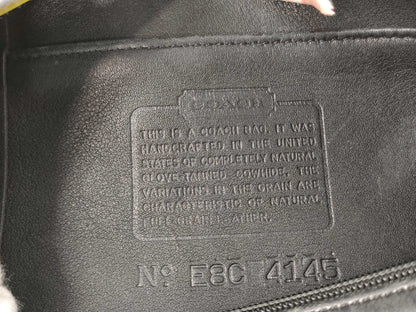 COACH
THIS IS A COACH BAG. IT WAS
HANDCRAFTED IN THE UNITED
STATES OF COMPLETELY NATURAL
GLOVE-TANNED COWHIDE. THE
VARIATIONS IN THE GRAIN ARE
CHARACTERISTIC OF NATURAL
FULL GRAIN LEATHER.
No E8C 4145